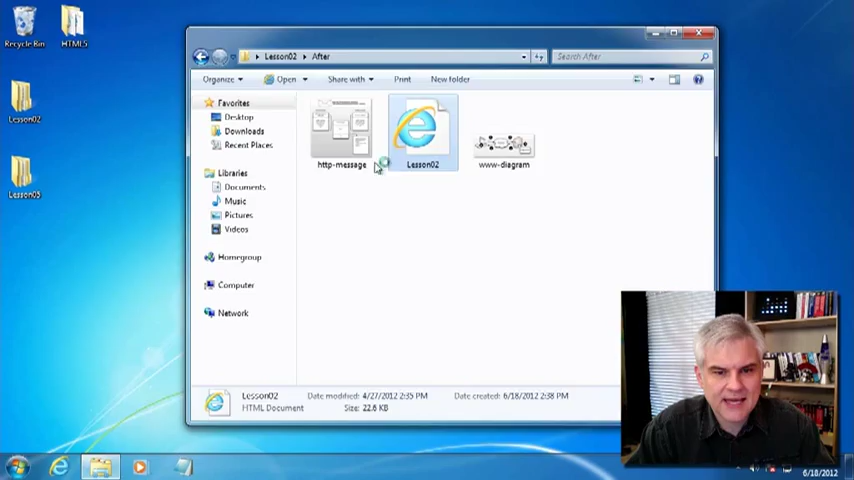 Recycle Bin
HTML5
Lesson02
Lesson03
Lesson02 After
Search After
Organize Open Share with Print New folder
Favorites
Desktop
Downloads
Recent Places
Libraries
Documents
Music
Pictures
Videos
Homegroup
Computer
Network
http-message
Lesson02
www-diagram
Lesson02 Date modified: 4/27/2012 2:35 PM Date created: 6/18/2012 2:38 PM
HTML Document Size: 22.6 KB
6/18/2012